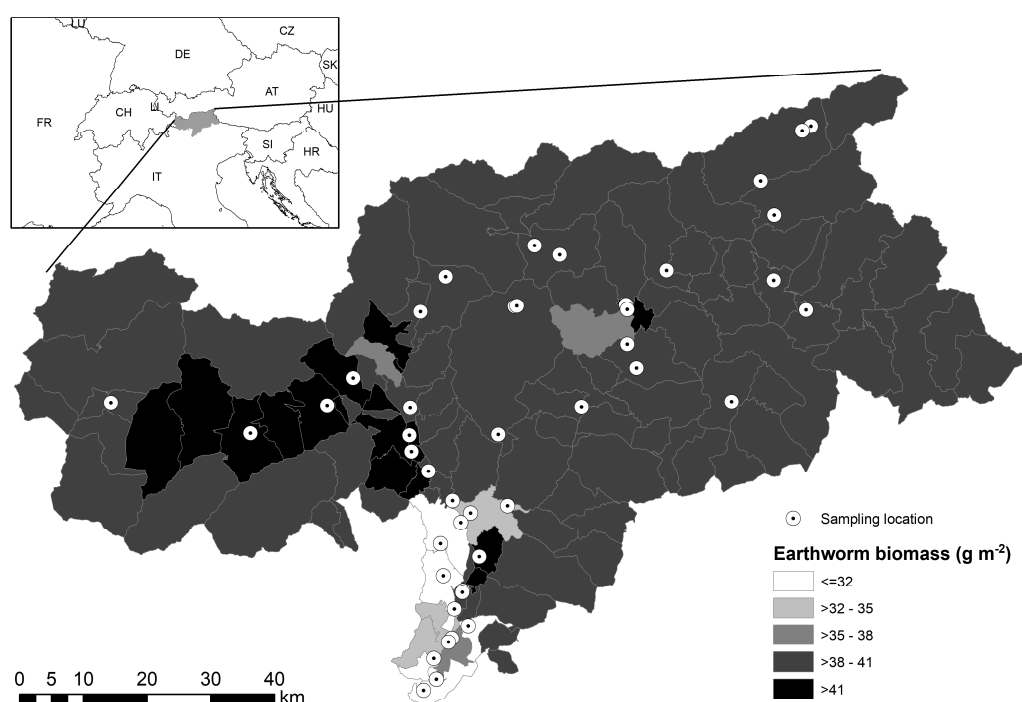 LU
CZ
DE
SK
AT
LI
CH
HU
FR
SI
HR
IT
Sampling location
Earthworm biomass (g m-2)
<=32
>32 - 35
>35 - 38
>38 - 41
>41
0 5 10 20 30 40
km